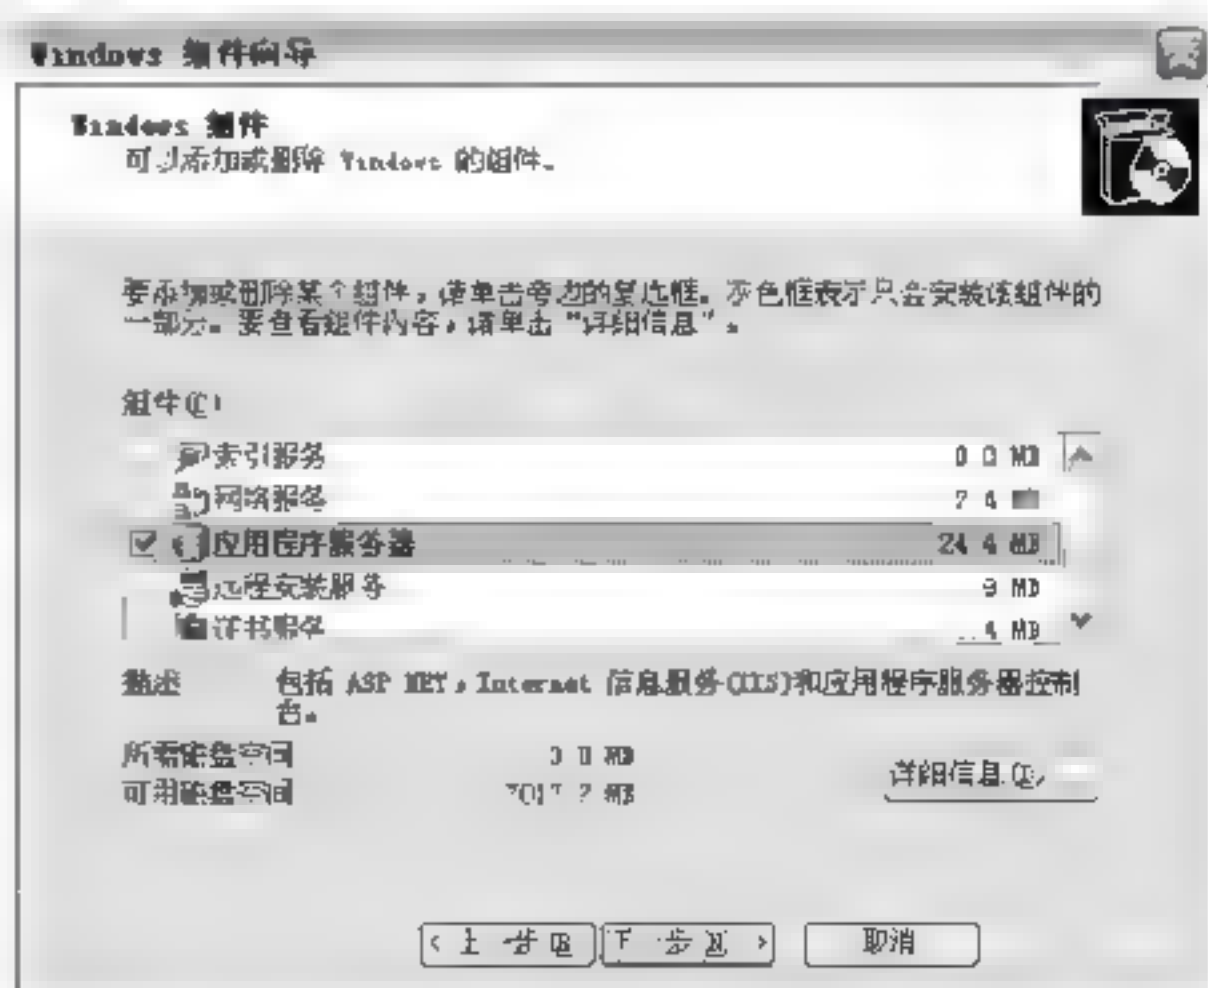 Windows 组件向导
Windows 组件
可以添加或删除 Windows 的组件。
要添加或删除某个组件，请单击旁边的复选框。灰色框表示只会安装该组件的
一部分。要查看组件内容，请单击“详细信息”。
组件(C)
索引服务 0 0 MB
网络服务
应用程序服务器 24 4 MB
远程安装服务 MB
证书服务 MB
描述 包括 ASP NET，Internet 信息服务(IIS)和应用程序服务器控制
台。
所需磁盘空间 MB
可用磁盘空间 MB
详细信息(D)
< 上一步(B) 下一步(N) > 取消